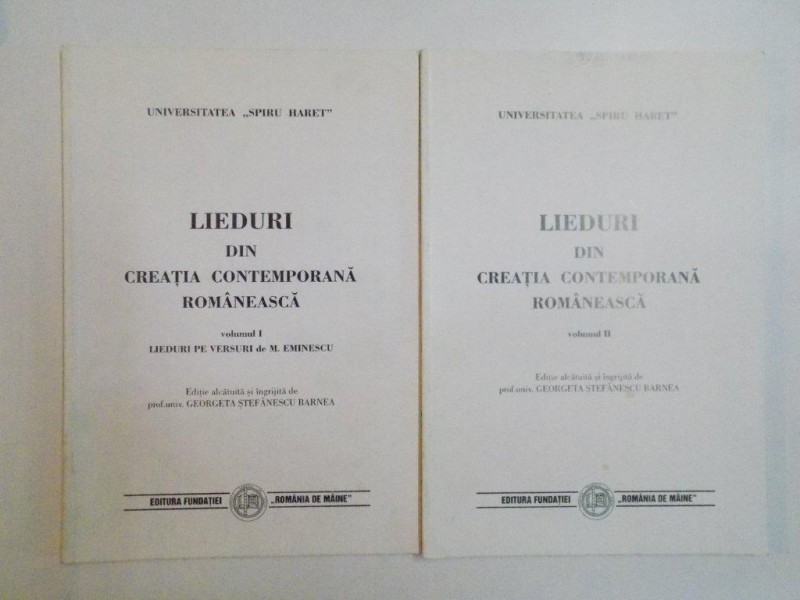 UNIVERSITATEA „SPIRU HARET”
LIEDURI
DIN
CREAȚIA CONTEMPORANĂ
ROMÂNEASCĂ
volumul I
LIEDURI PE VERSURI de M. EMINESCU
Ediție alcătuită și îngrijită de
prof.univ. GEORGETA ȘTEFĂNESCU BARNEA
EDITURA FUNDAȚIEI „ROMÂNIA DE MÂINE”
UNIVERSITATEA „SPIRU HARET”
LIEDURI
DIN
CREAȚIA CONTEMPORANĂ
ROMÂNEASCĂ
volumul II
Ediție alcătuită și îngrijită de
prof.univ. GEORGETA ȘTEFĂNESCU BARNEA
EDITURA FUNDAȚIEI „ROMÂNIA DE MÂINE”